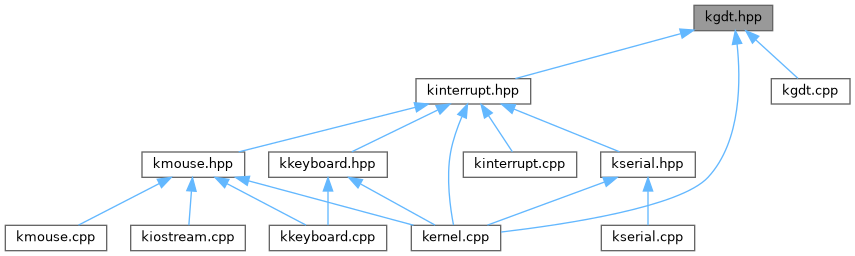 kgdt.hpp
kinterrupt.hpp
kgdt.cpp
kmouse.hpp
kkeyboard.hpp
kinterrupt.cpp
kserial.hpp
kmouse.cpp
kiostream.cpp
kkeyboard.cpp
kernel.cpp
kserial.cpp